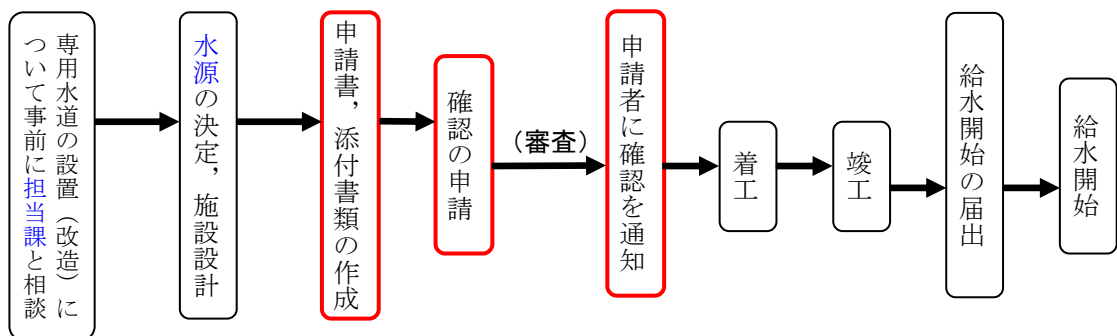 専用水道の設置（改造）に
ついて事前に担当課と相談
水源の決定，施設設計
申請書，添付書類の作成
確認の申請
（審査）
申請者に確認を通知
着工
竣工
給水開始の届出
給水開始